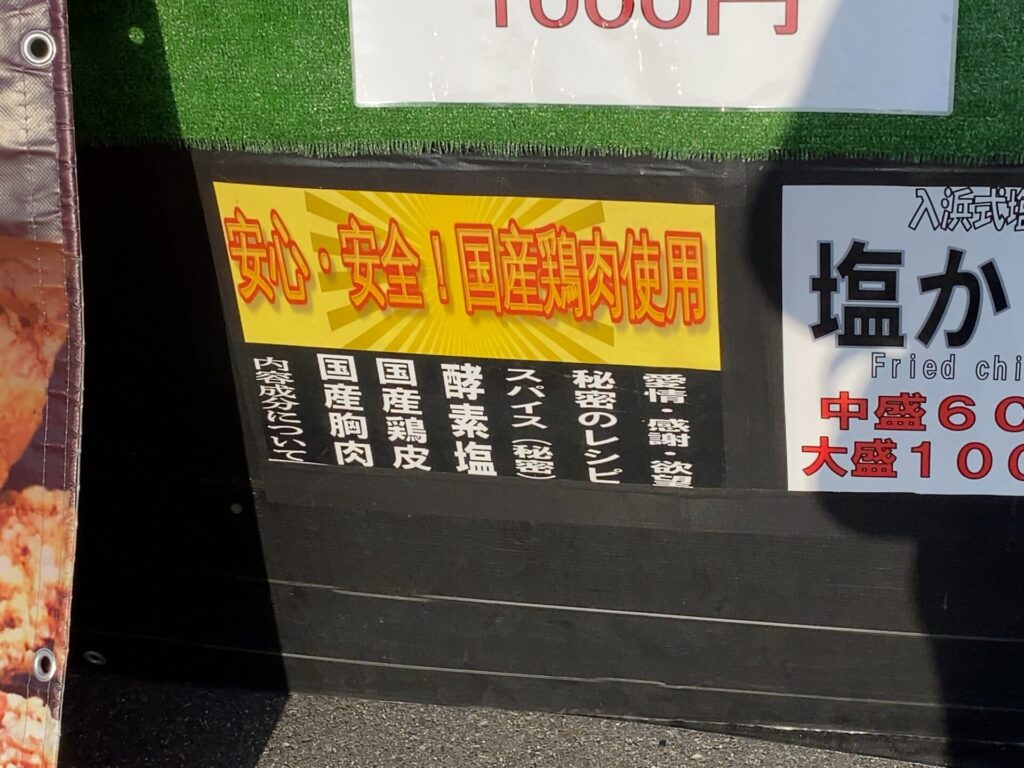 安心・安全！国産鶏肉使用
内容成分について
国産胸肉
国産鶏皮
酵素塩
スパイス（秘密）
秘密のレシピ
愛情・感謝・欲望
入浜式塩
塩か
Fried chi
中盛60
大盛100